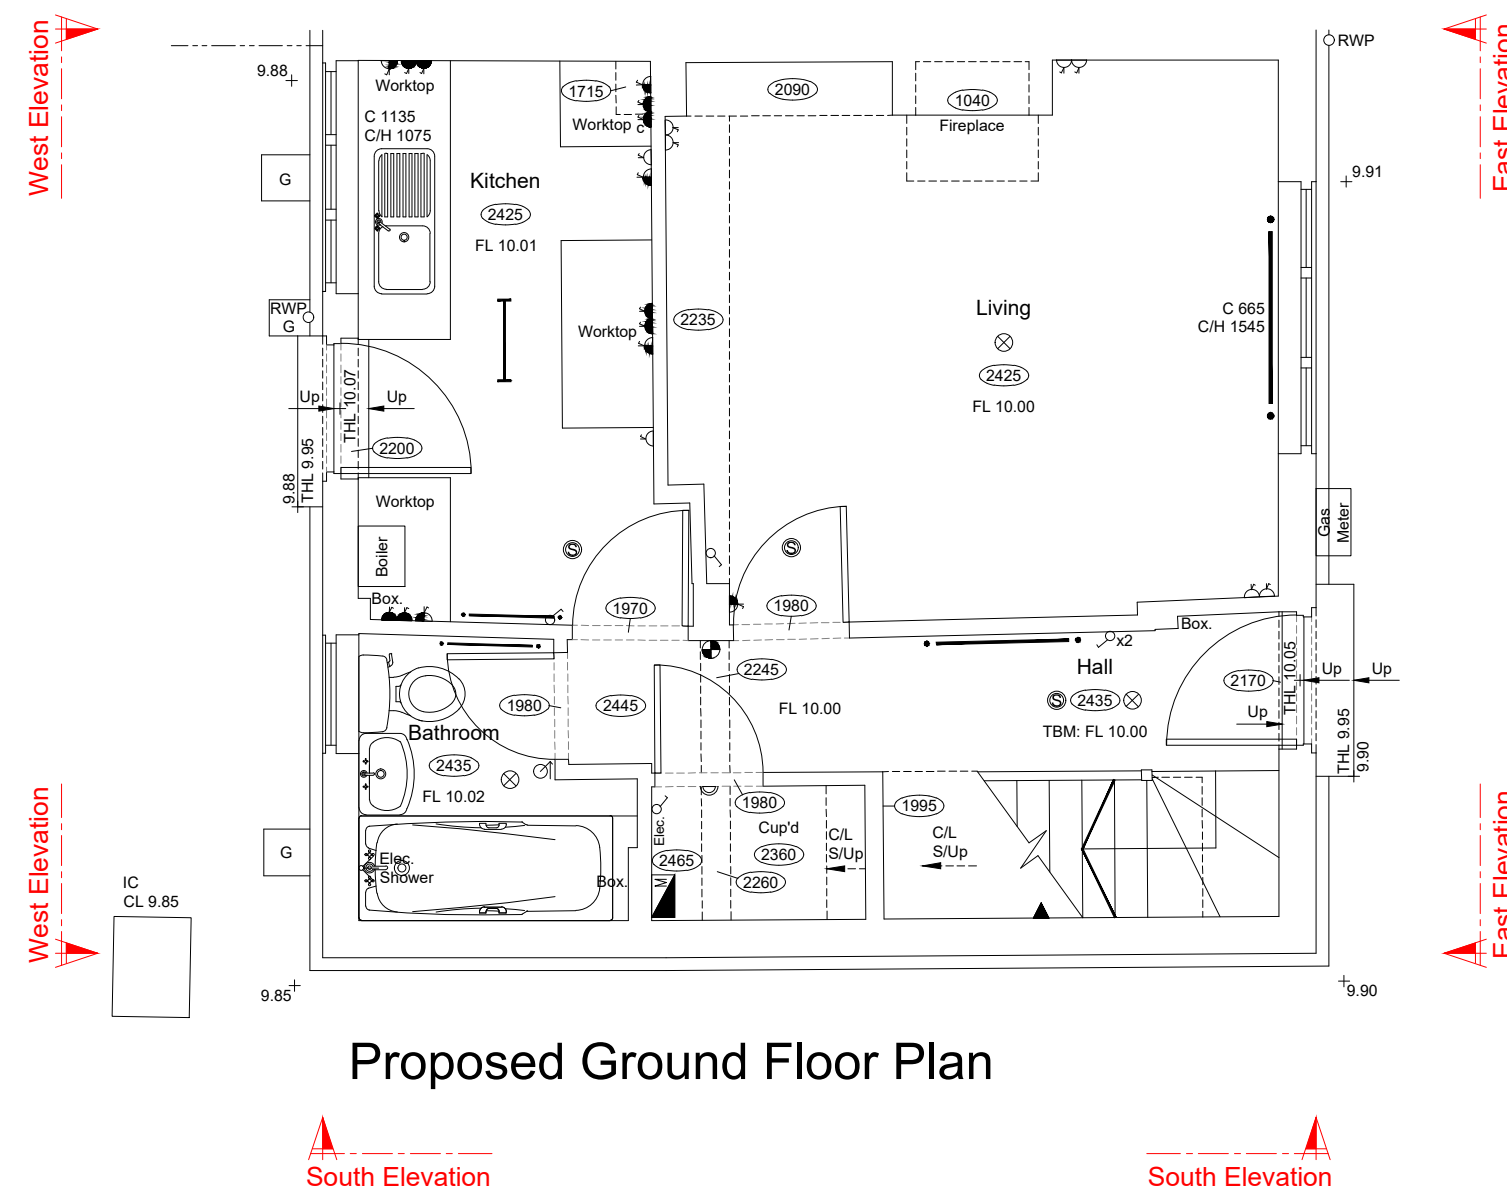 West Elevation
9.88
Worktop
C 1135
C/H 1075
1715
Worktop
c
2090
1040
Fireplace
RWP
East Elevation
9.91
G
Kitchen
2425
FL 10.01
RWP
G
Worktop
2235
Living
2425
FL 10.00
C 665
C/H 1545
Up
Up
THL 10.07
2200
THL 9.95
9.88
Worktop
Boiler
Box.
S
S
Gas
Meter
1970
1980
Box.
x2
Hall
S
2435
TBM: FL 10.00
2170
THL 10.05
Up
Up
Up
THL 9.95
9.90
2245
FL 10.00
1980
2445
Bathroom
2435
FL 10.02
1980
Elec.
Cup'd
2360
2465
2260
M
C/L
S/Up
1995
C/L
S/Up
G
Elec.
Shower
Box.
IC
CL 9.85
West Elevation
East Elevation
9.85
9.90
Proposed Ground Floor Plan
South Elevation
South Elevation